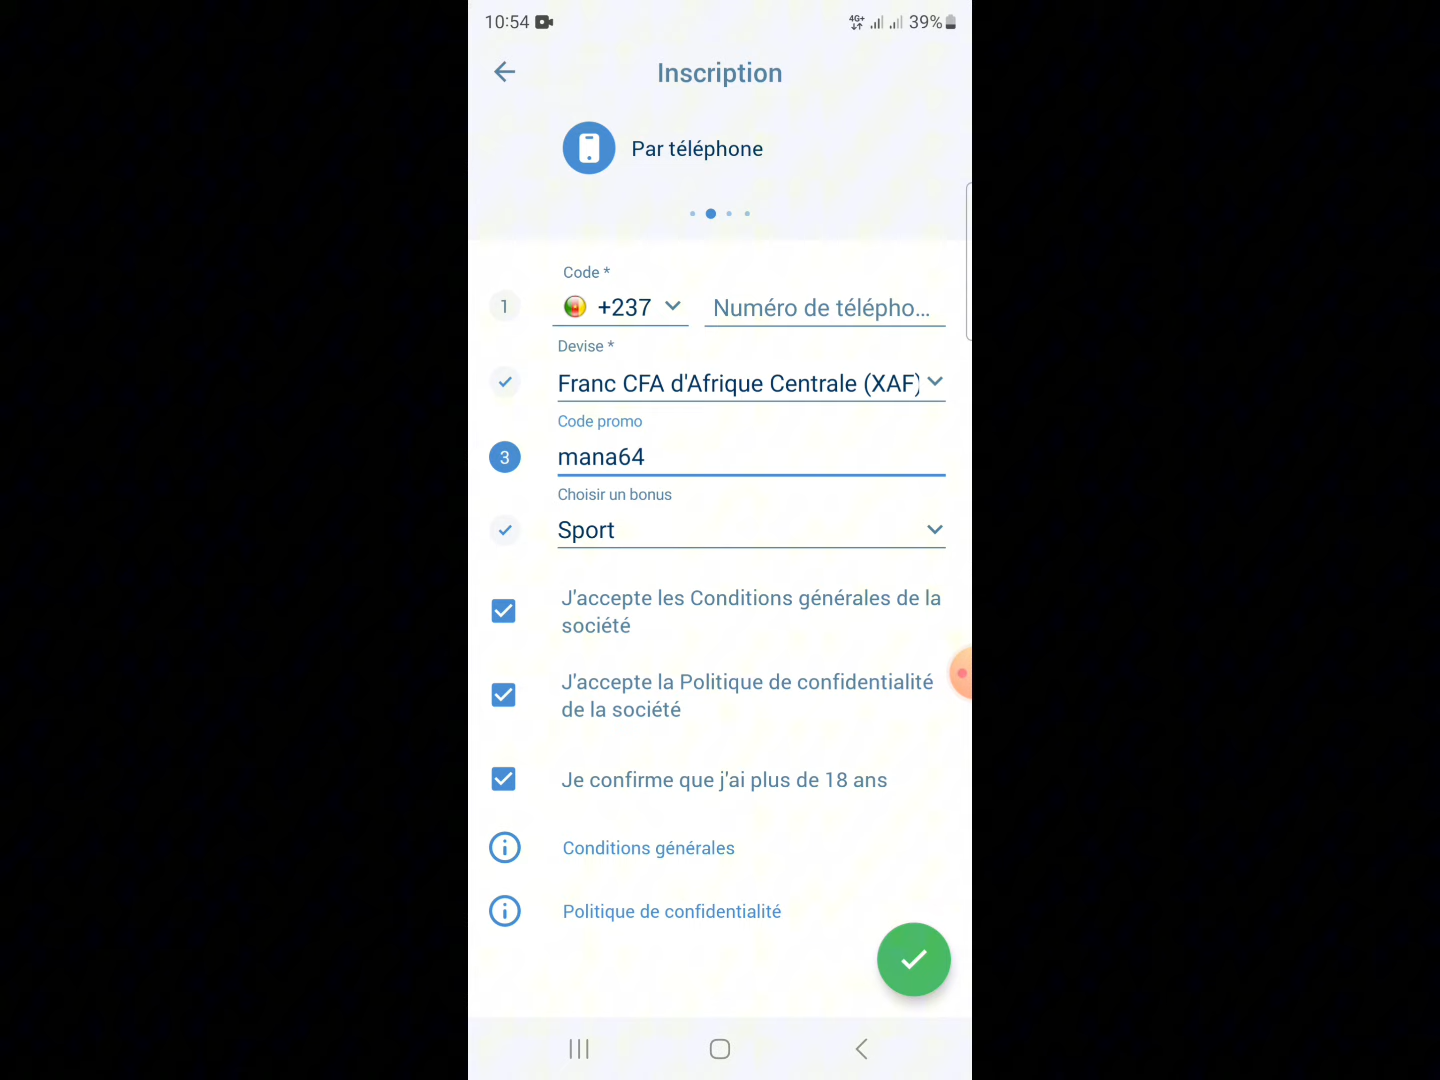 10:54
4G+ 39%
Inscription
Par téléphone
Code *
1 +237 Numéro de télépho...
Devise *
Franc CFA d'Afrique Centrale (XAF)
Code promo
3 mana64
Choisir un bonus
Sport
J'accepte les Conditions générales de la
société
J'accepte la Politique de confidentialité
de la société
Je confirme que j'ai plus de 18 ans
Conditions générales
Politique de confidentialité